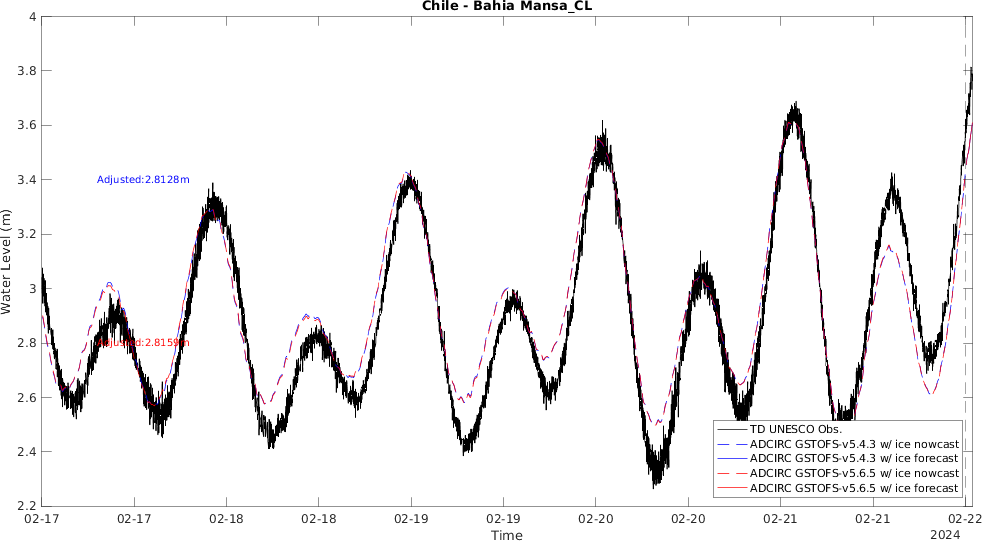 Chile - Bahia Mansa_CL
4
3.8
3.6
3.4
3.2
3
2.8
2.6
2.4
2.2
Water Level (m)
Adjusted:2.8128m
Adjusted:2.8159m
TD UNESCO Obs.
ADCIRC GSTOFS-v5.4.3 w/ ice nowcast
ADCIRC GSTOFS-v5.4.3 w/ ice forecast
ADCIRC GSTOFS-v5.6.5 w/ ice nowcast
ADCIRC GSTOFS-v5.6.5 w/ ice forecast
02-17 02-17 02-18 02-18 02-19 02-19 02-20 02-20 02-21 02-21 02-22
Time
2024